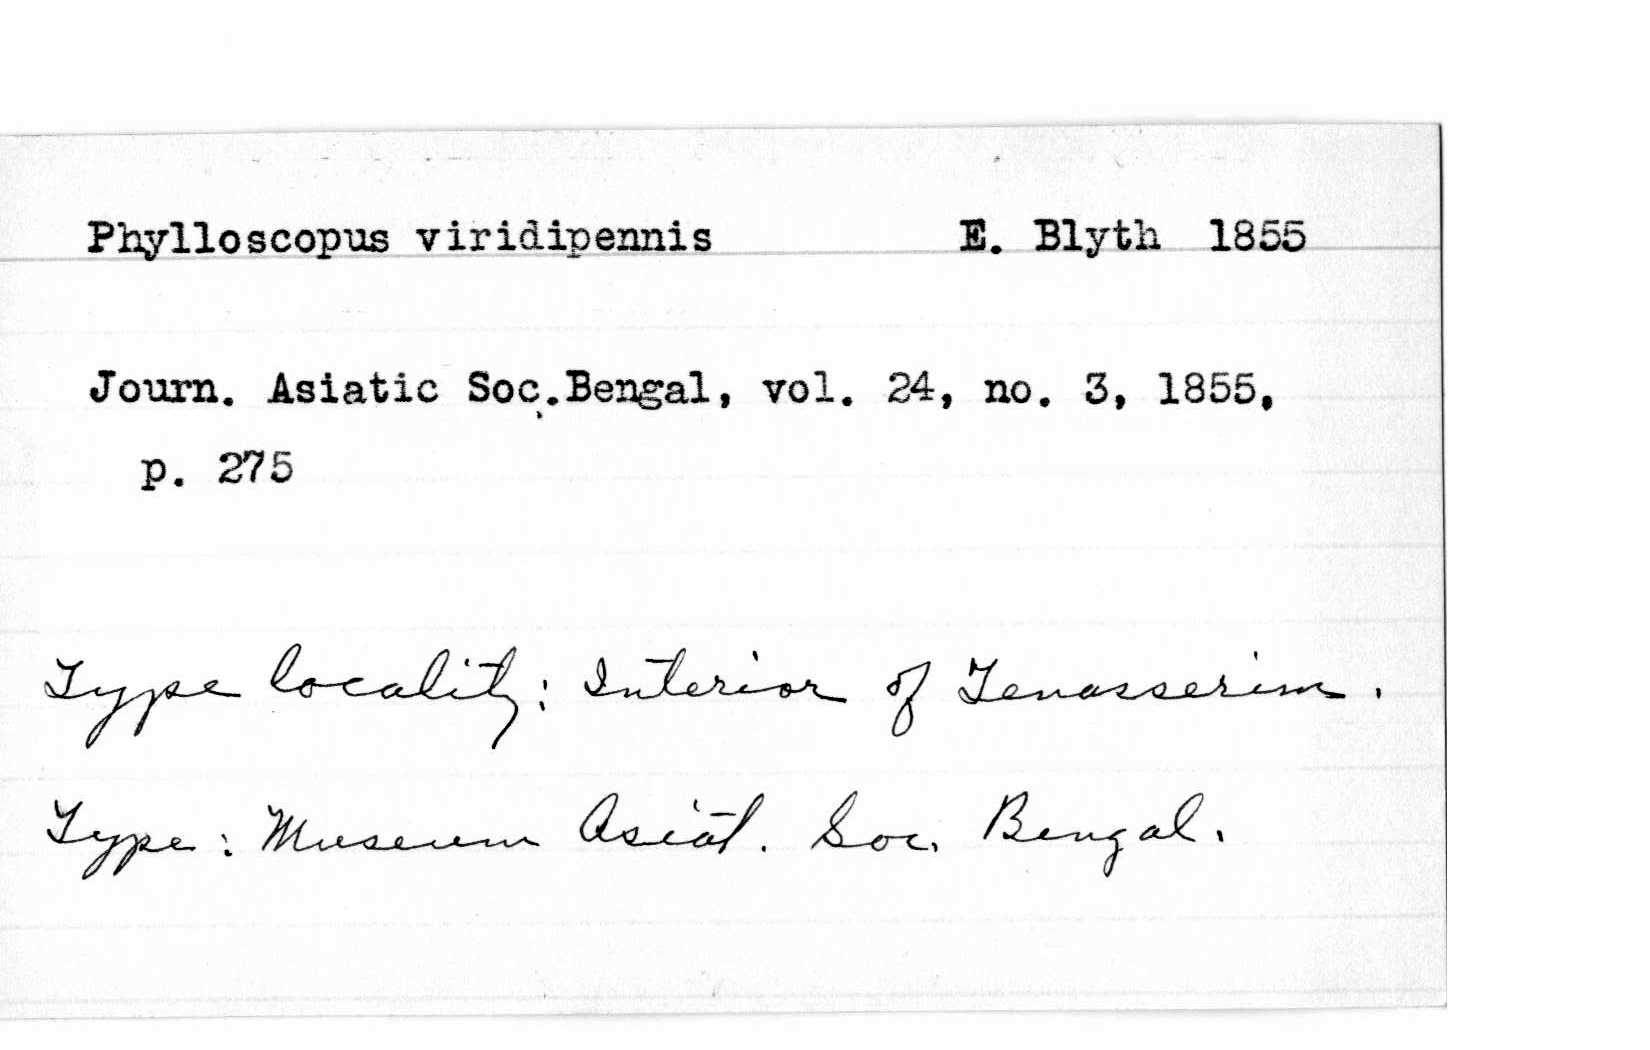 Phylloscopus viridipennis E. Blyth 1855
Journ. Asiatic Soc.Bengal, vol. 24, no. 3, 1855,
p. 275
Type locality: Interior of Tenasserim.
Type: Museum Asiat. Soc. Bengal.